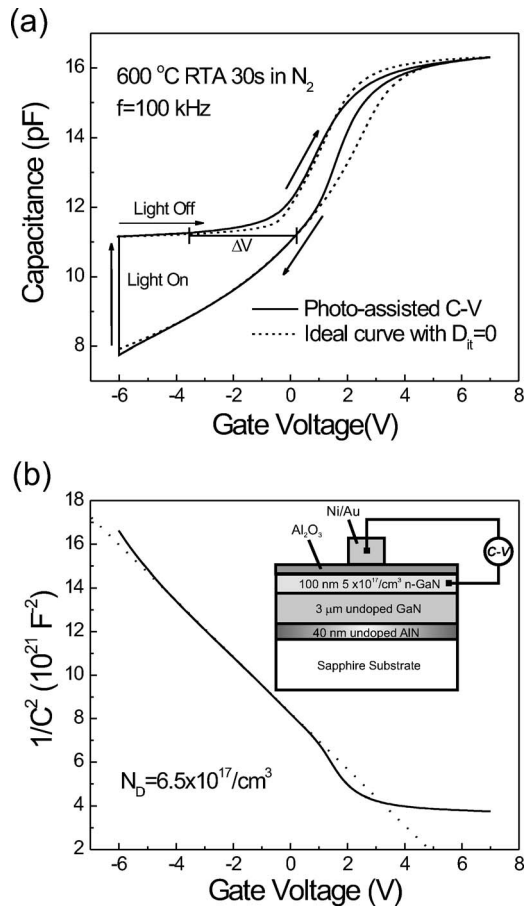 (a)
600 °C RTA 30s in N₂
f=100 kHz
Light Off
ΔV
Light On
Photo-assisted C-V
Ideal curve with Dᵢₜ=0
Capacitance (pF)
16
14
12
10
8
-6 -4 -2 0 2 4 6 8
Gate Voltage(V)
(b)
Ni/Au
Al₂O₃
C-V
100 nm 5 x10¹⁷/cm³ n-GaN
3 μm undoped GaN
40 nm undoped AlN
Sapphire Substrate
N_D=6.5x10¹⁷/cm³
1/C² (10²¹ F⁻²)
18
16
14
12
10
8
6
4
2
-6 -4 -2 0 2 4 6 8
Gate Voltage (V)